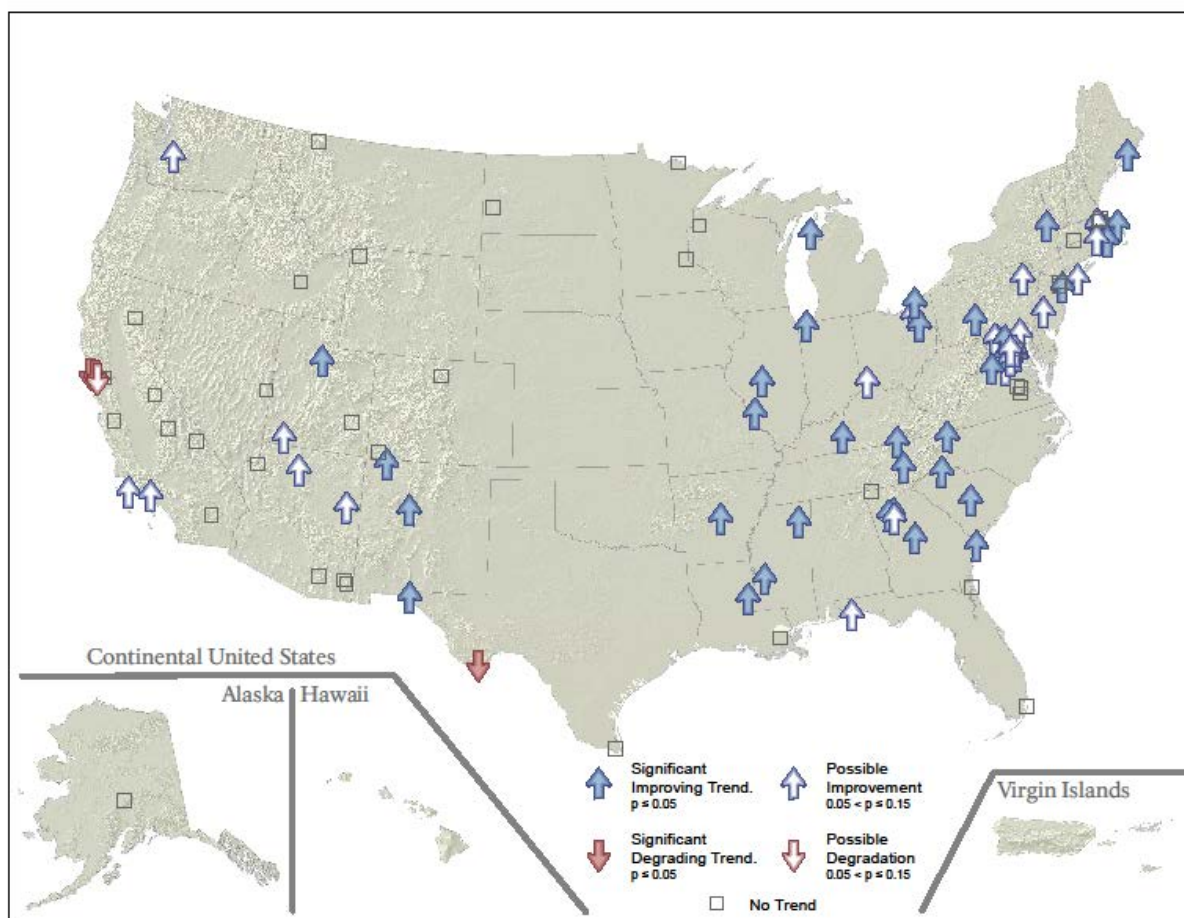 Continental United States
Alaska
Hawaii
Virgin Islands
Significant
Improving Trend.
p ≤ 0.05
Possible
Improvement
0.05 < p ≤ 0.15
Significant
Degrading Trend.
p ≤ 0.05
Possible
Degradation
0.05 < p ≤ 0.15
No Trend